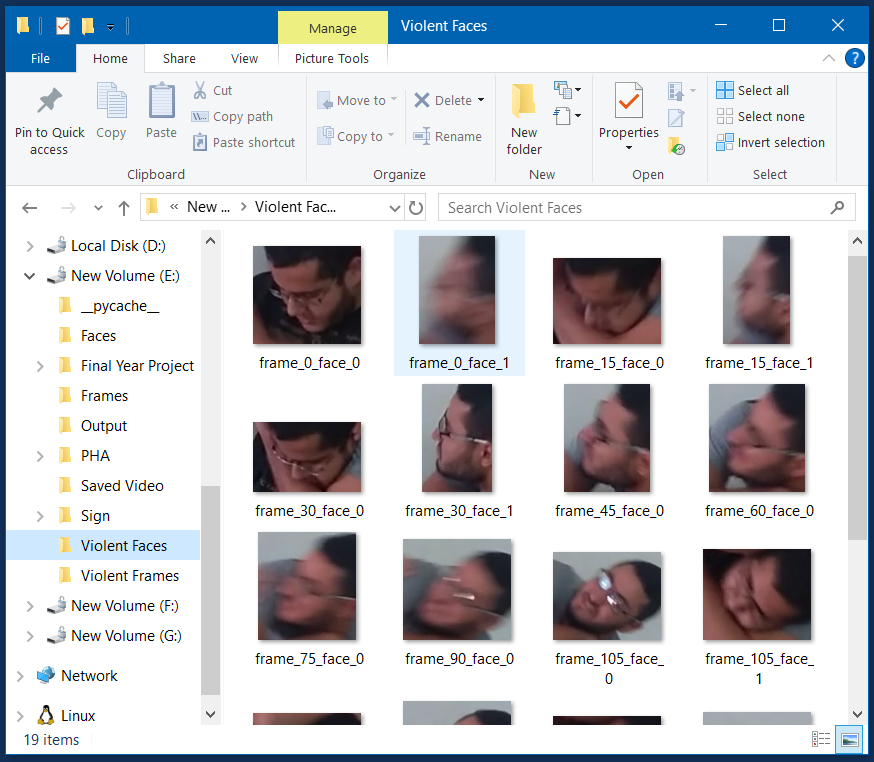 Manage
Violent Faces
File
Home
Share
View
Picture Tools
?
Pin to Quick access
Copy
Paste
Cut
Copy path
Paste shortcut
Clipboard
Move to
Copy to
Delete
Rename
Organize
New folder
New
Properties
Open
Select all
Select none
Invert selection
Select
« New ... > Violent Fac...
Search Violent Faces
Local Disk (D:)
New Volume (E:)
__pycache__
Faces
Final Year Project
Frames
Output
PHA
Saved Video
Sign
Violent Faces
Violent Frames
New Volume (F:)
New Volume (G:)
Network
Linux
frame_0_face_0
frame_0_face_1
frame_15_face_0
frame_15_face_1
frame_30_face_0
frame_30_face_1
frame_45_face_0
frame_60_face_0
frame_75_face_0
frame_90_face_0
frame_105_face_
0
frame_105_face_
1
19 items